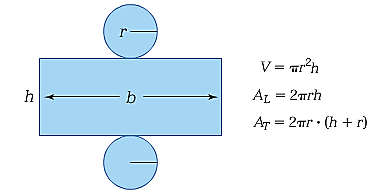 r
h
b
V = πr²h
A_L = 2πrh
A_T = 2πr · (h + r)